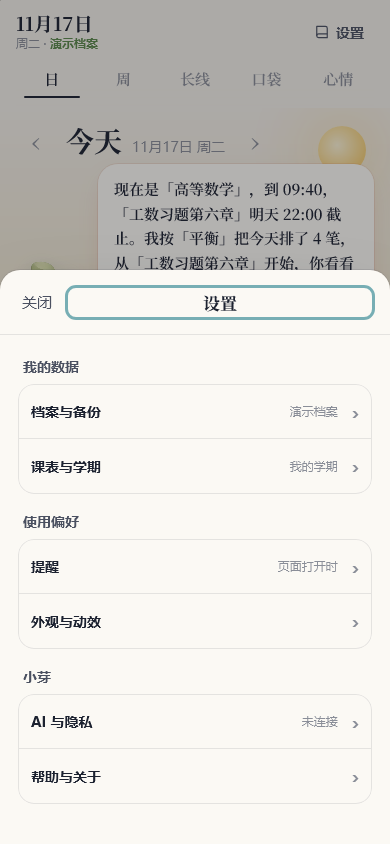 11月17日
周二 · 演示档案
设置
日 周 长线 口袋 心情
今天 11月17日 周二
现在是「高等数学」，到 09:40，
「工数习题第六章」明天 22:00 截
止。我按「平衡」把今天排了 4 笔，
从「工数习题第六章」开始，你看看
关闭 设置
我的数据
档案与备份 演示档案
课表与学期 我的学期
使用偏好
提醒 页面打开时
外观与动效
小芽
AI 与隐私 未连接
帮助与关于